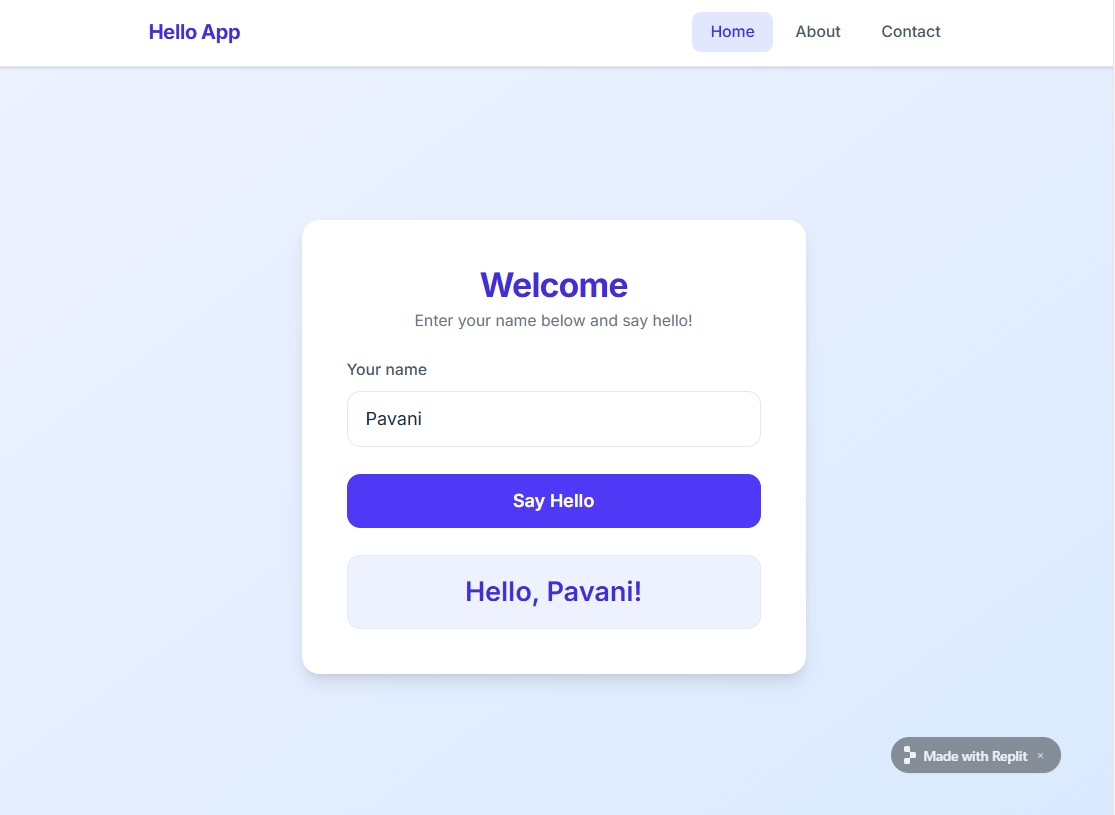 Hello App
Home About Contact
Welcome
Enter your name below and say hello!
Your name
Pavani
Say Hello
Hello, Pavani!
Made with Replit ×